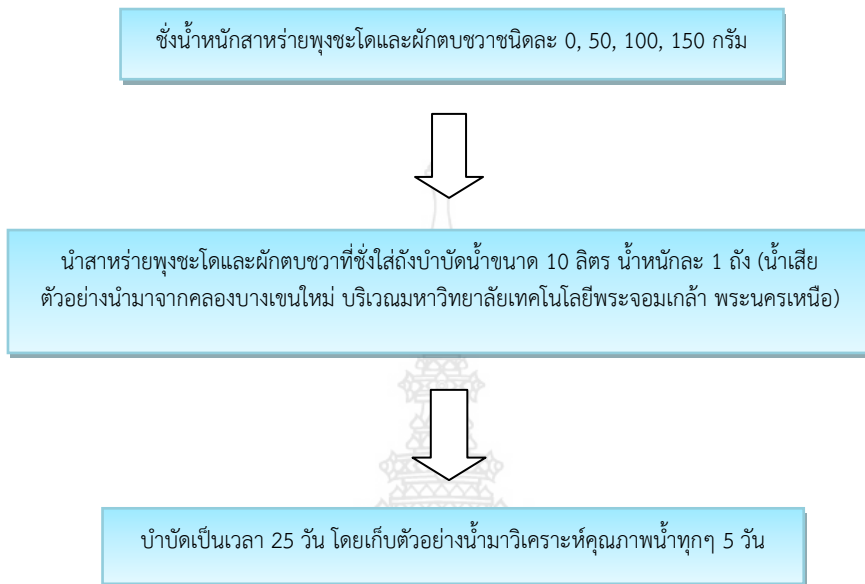 ชั่งน้ำหนักสาหร่ายพุงชะโดและผักตบชวาชนิดละ 0, 50, 100, 150 กรัม
นำสาหร่ายพุงชะโดและผักตบชวาที่ชั่งใส่ถังบำบัดน้ำขนาด 10 ลิตร น้ำหนักละ 1 ถัง (น้ำเสีย
ตัวอย่างนำมาจากคลองบางเขนใหม่ บริเวณมหาวิทยาลัยเทคโนโลยีพระจอมเกล้า พระนครเหนือ)
บำบัดเป็นเวลา 25 วัน โดยเก็บตัวอย่างน้ำมาวิเคราะห์คุณภาพน้ำทุกๆ 5 วัน